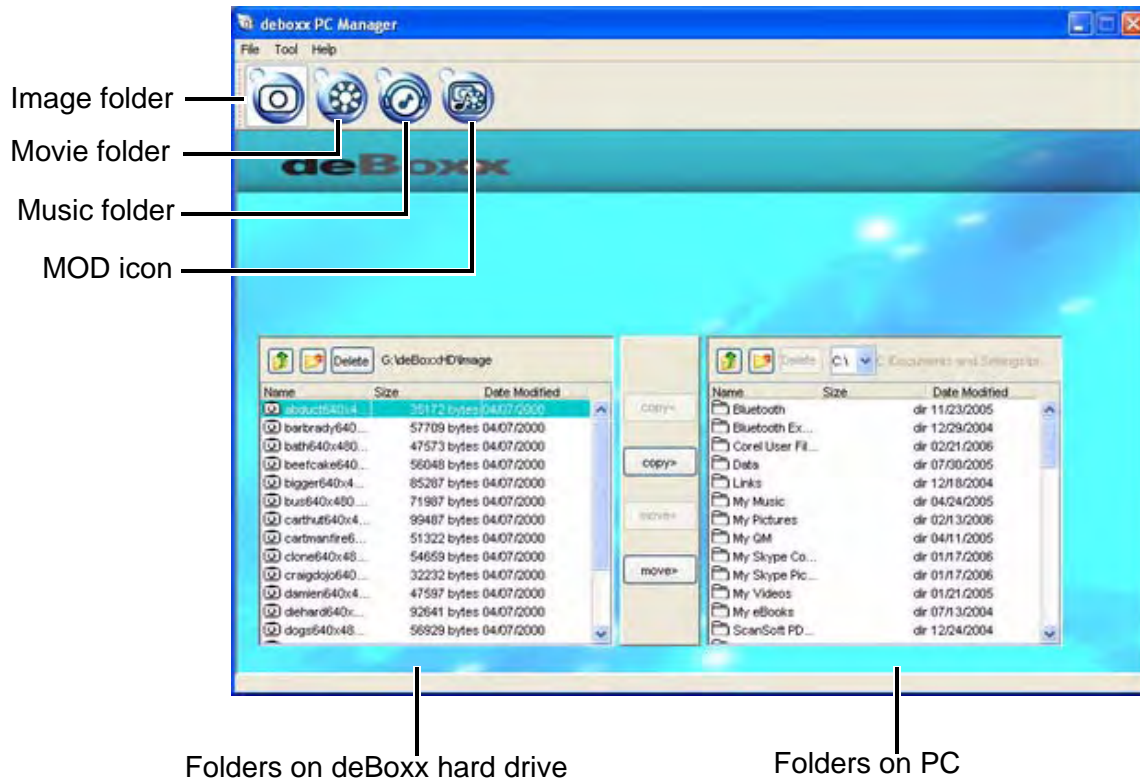 deboxx PC Manager
File Tool Help
Image folder
Movie folder
Music folder
MOD icon
deBoxx
Delete G:\deBoxxHD\Image
Name Size Date Modified
abduct640x4... 35172 bytes 04/07/2000
barbrady640... 57709 bytes 04/07/2000
bath640x480... 47573 bytes 04/07/2000
beefcake640... 56048 bytes 04/07/2000
bigger640x4... 85287 bytes 04/07/2000
bus640x480... 71987 bytes 04/07/2000
carthut640x4... 99487 bytes 04/07/2000
cartmanfire6... 51322 bytes 04/07/2000
clone640x48... 54659 bytes 04/07/2000
craigdojo640... 32232 bytes 04/07/2000
damien640x4... 47597 bytes 04/07/2000
diehard640x... 92641 bytes 04/07/2000
dogs640x48... 56929 bytes 04/07/2000
copy<
copy>
move<
move>
Delete C:\ C:\Documents and Settings\
Name Size Date Modified
Bluetooth dir 11/23/2005
Bluetooth Ex... dir 12/29/2004
Corel User Fil... dir 02/21/2006
Data dir 07/30/2005
Links dir 12/18/2004
My Music dir 04/24/2005
My Pictures dir 02/13/2006
My QM dir 04/11/2005
My Skype Co... dir 01/17/2006
My Skype Pic... dir 01/17/2006
My Videos dir 01/21/2005
My eBooks dir 07/13/2004
ScanSoft PD... dir 12/24/2004
Folders on deBoxx hard drive
Folders on PC